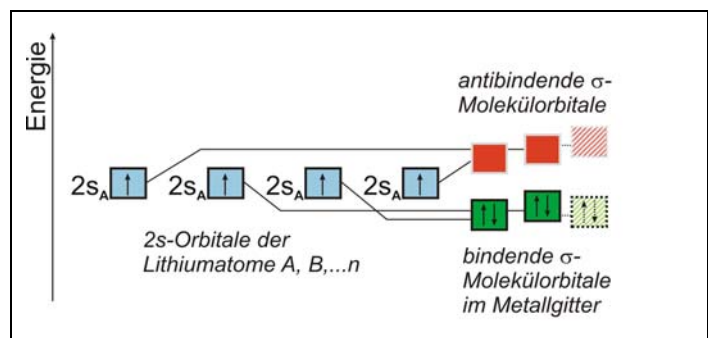 Energie
antibindende σ-
Molekülorbitale
2sA
2sA
2sA
2sA
2s-Orbitale der
Lithiumatome A, B,...n
bindende σ-
Molekülorbitale
im Metallgitter